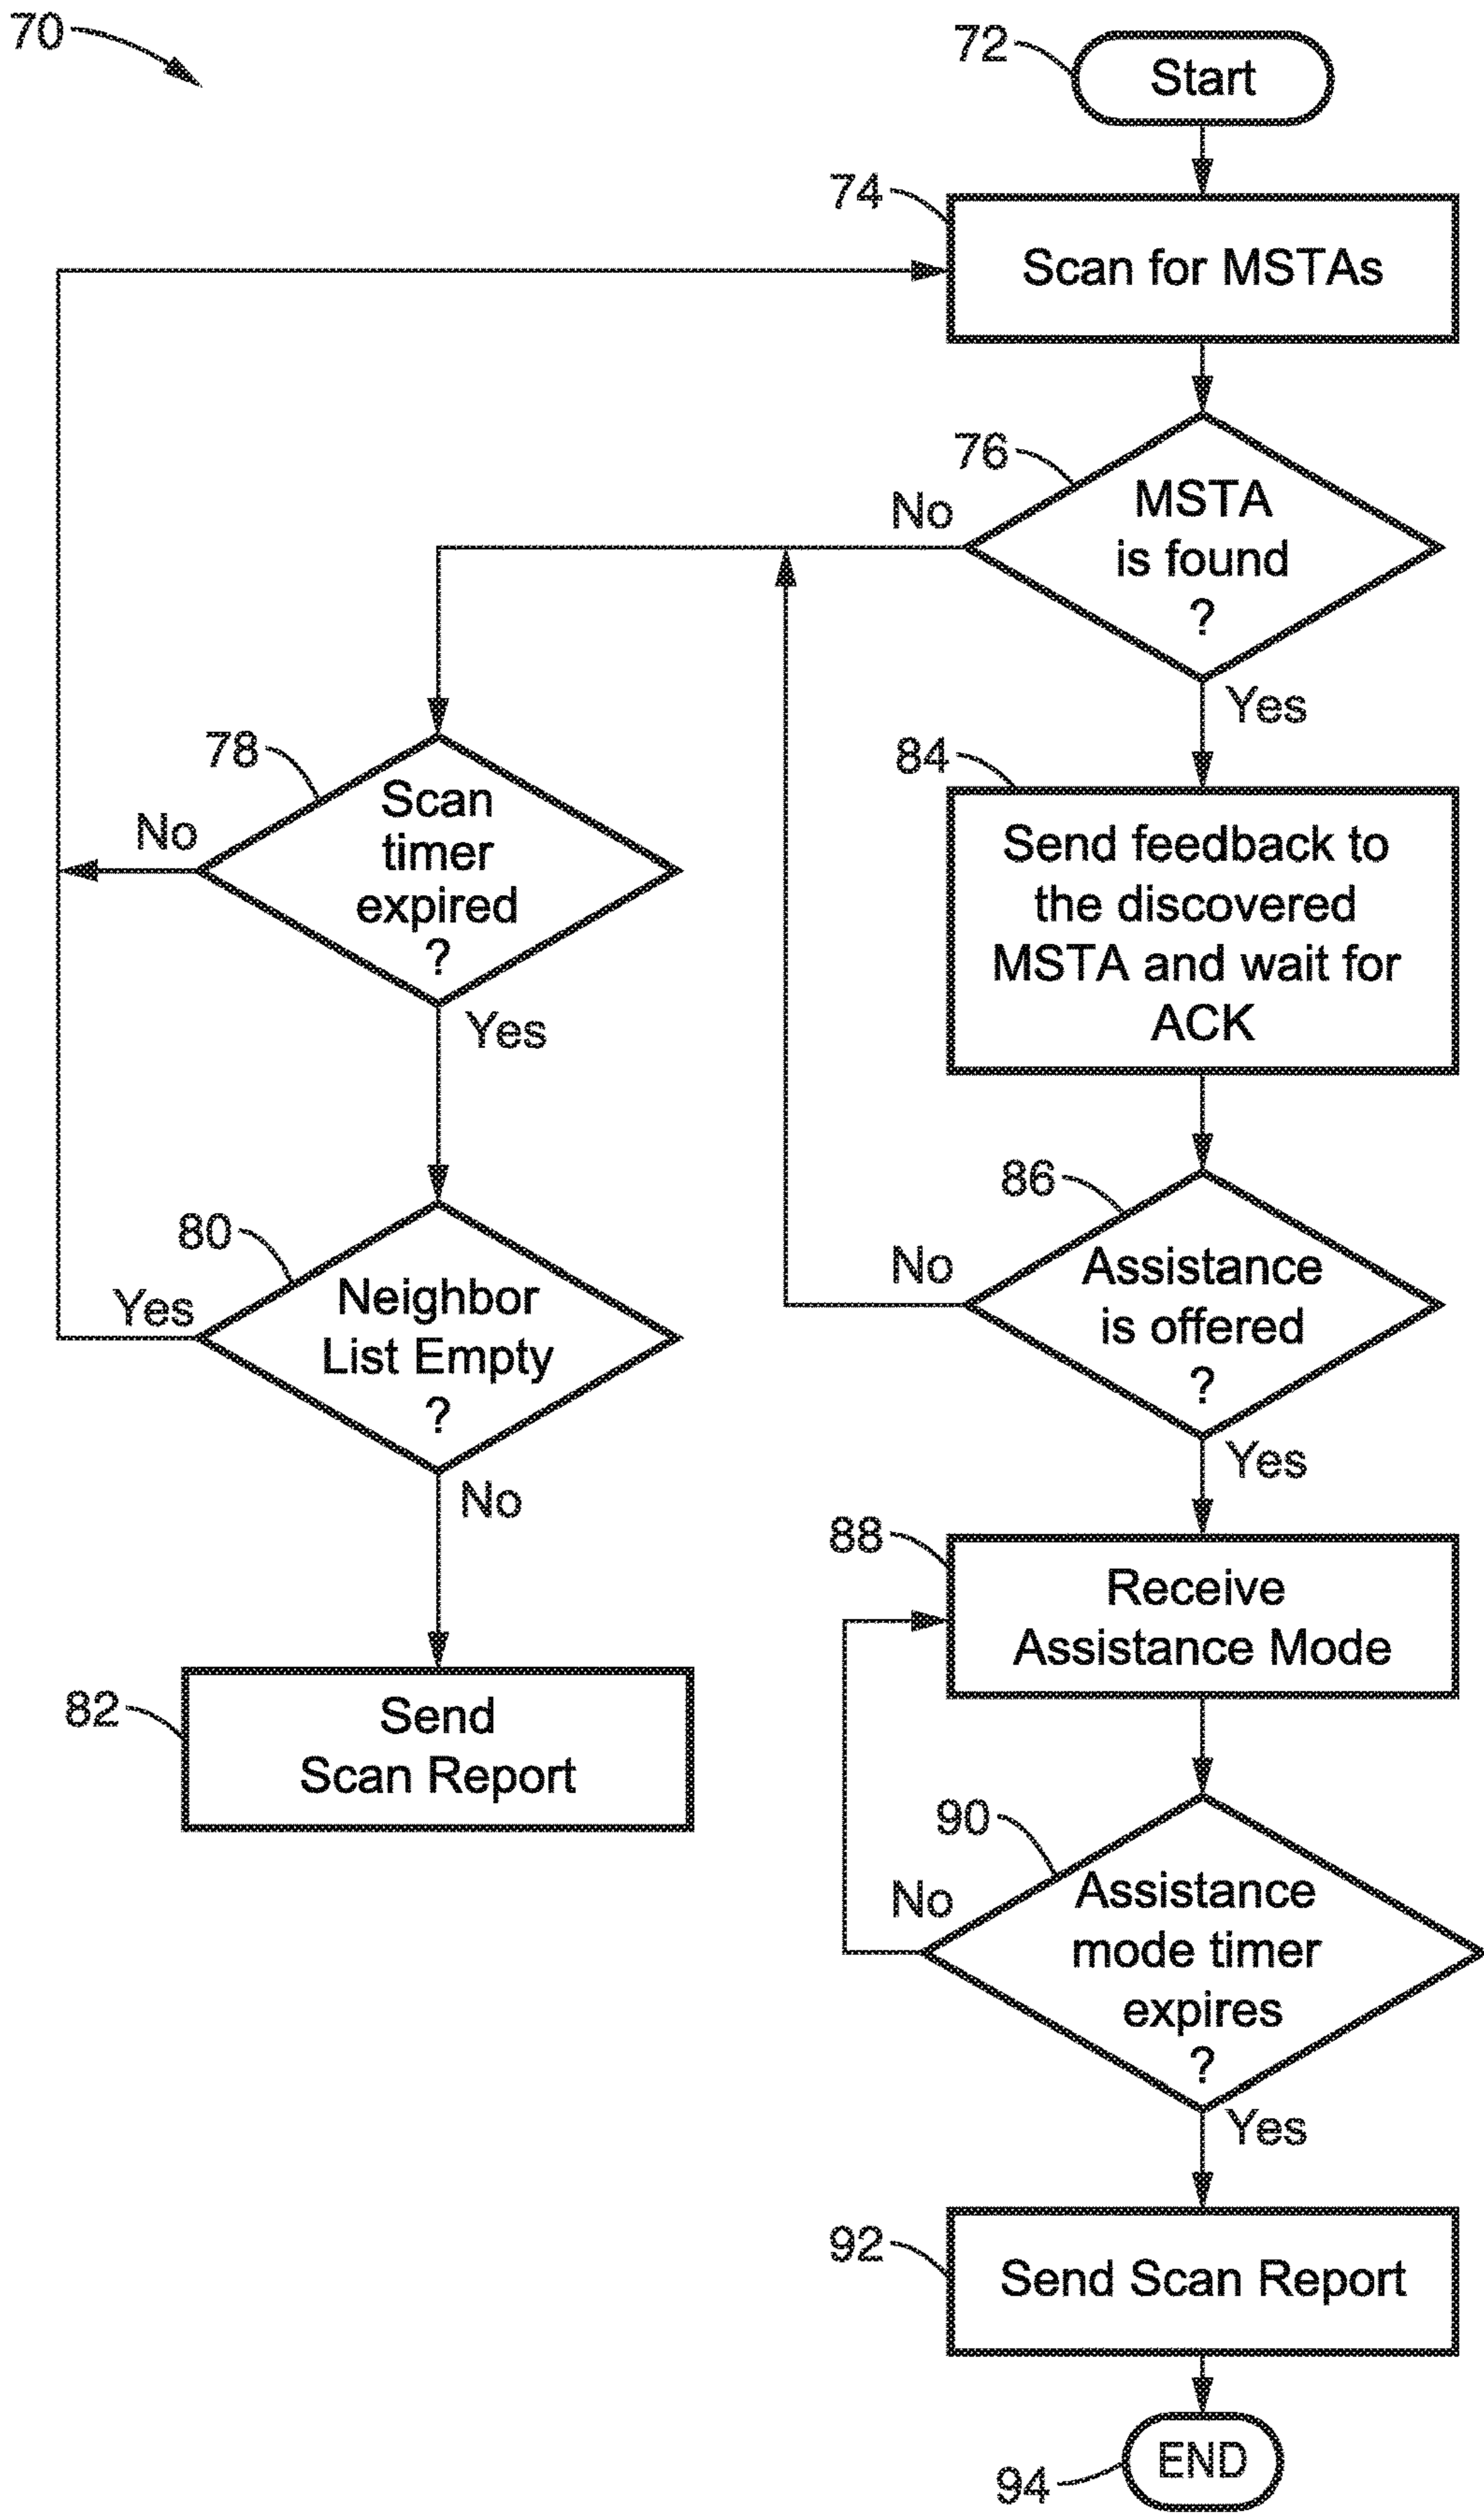 70
72
Start
74
Scan for MSTAs
76
MSTA
is found
?
No
Yes
78
Scan
timer
expired
?
No
Yes
84
Send feedback to
the discovered
MSTA and wait for
ACK
80
Neighbor
List Empty
?
Yes
No
86
Assistance
is offered
?
No
Yes
82
Send
Scan Report
88
Receive
Assistance Mode
90
Assistance
mode timer
expires
?
No
Yes
92
Send Scan Report
94
END